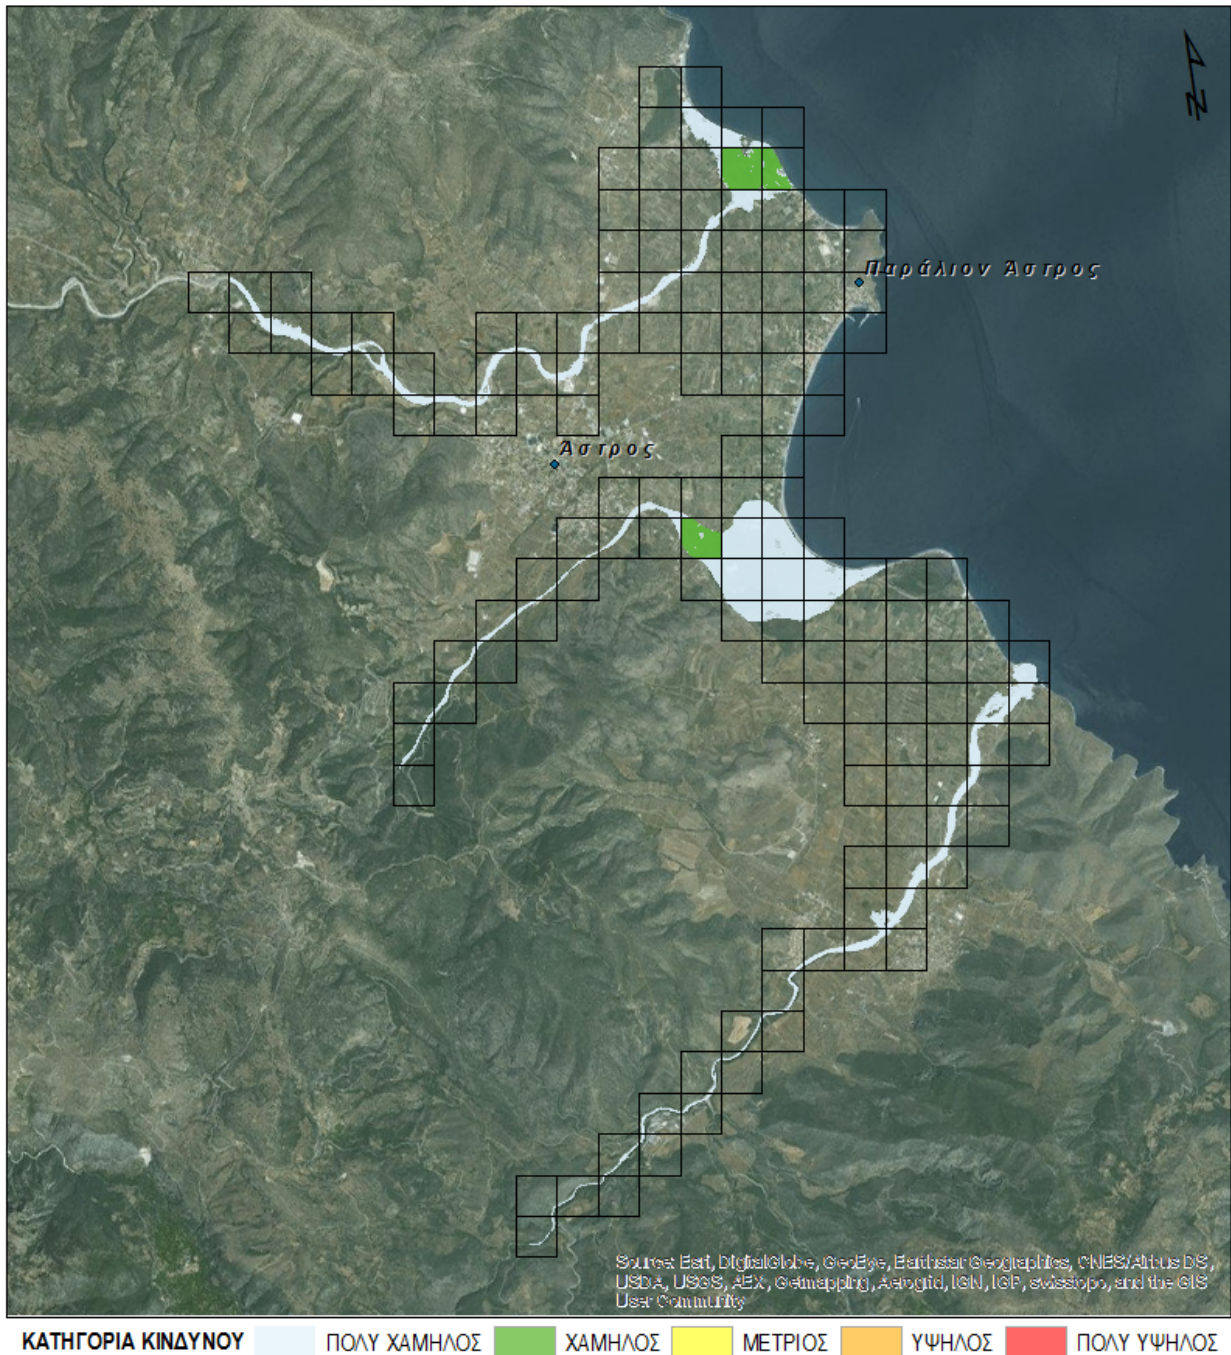 N
Παράλιον Άστρος
Άστρος
Source: Esri, DigitalGlobe, GeoEye, Earthstar Geographics, CNES/Airbus DS,
USDA, USGS, AEX, Getmapping, Aerogrid, IGN, IGP, swisstopo, and the GIS
User Community
ΚΑΤΗΓΟΡΙΑ ΚΙΝΔΥΝΟΥ ΠΟΛΥ ΧΑΜΗΛΟΣ ΧΑΜΗΛΟΣ ΜΕΤΡΙΟΣ ΥΨΗΛΟΣ ΠΟΛΥ ΥΨΗΛΟΣ